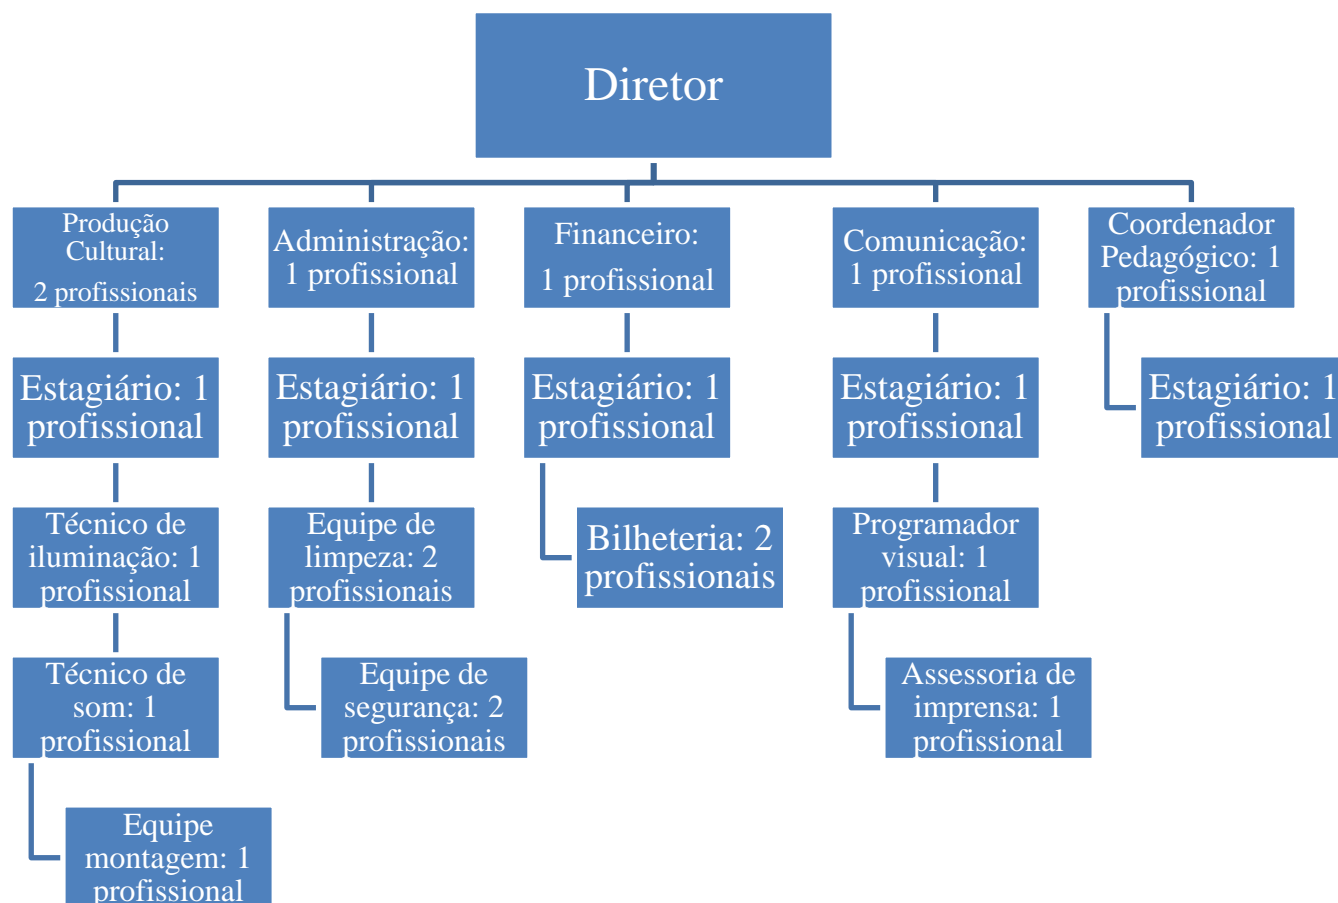 Diretor
Produção
Cultural:
2 profissionais
Administração:
1 profissional
Financeiro:
1 profissional
Comunicação:
1 profissional
Coordenador
Pedagógico: 1
profissional
Estagiário: 1
profissional
Estagiário: 1
profissional
Estagiário: 1
profissional
Estagiário: 1
profissional
Estagiário: 1
profissional
Técnico de
iluminação: 1
profissional
Equipe de
limpeza: 2
profissionais
Bilheteria: 2
profissionais
Programador
visual: 1
profissional
Técnico de
som: 1
profissional
Equipe de
segurança: 2
profissionais
Assessoria de
imprensa: 1
profissional
Equipe
montagem: 1
profissional